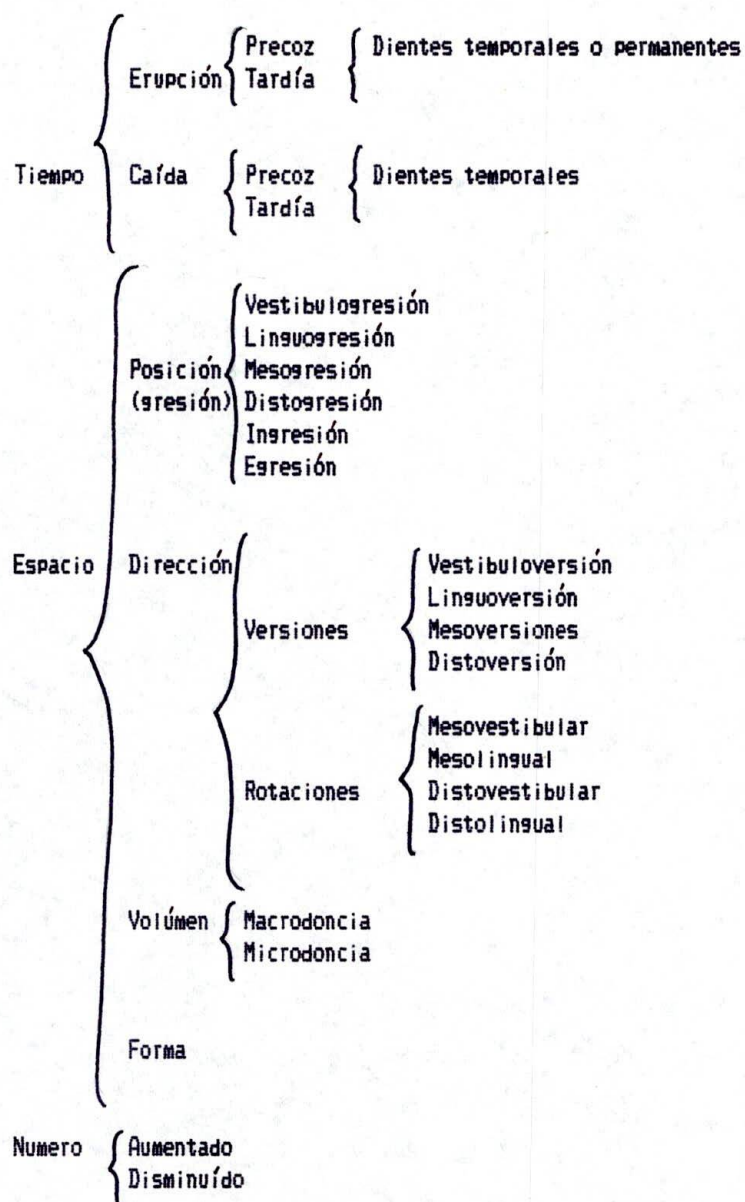 Precoz Dientes temporales o permanentes
Erupción Tardía
Tiempo Caída Precoz Dientes temporales
Tardía
Vestibulogresión
Linguogresión
Posición Mesogresión
(gresión) Distogresión
Ingresión
Egresión
Espacio Dirección Vestibuloversión
Linguoversión
Versiones Mesoversiones
Distoversión
Mesovestibular
Mesolingual
Rotaciones Distovestibular
Distolingual
Volúmen Macrodoncia
Microdoncia
Forma
Numero Aumentado
Disminuído